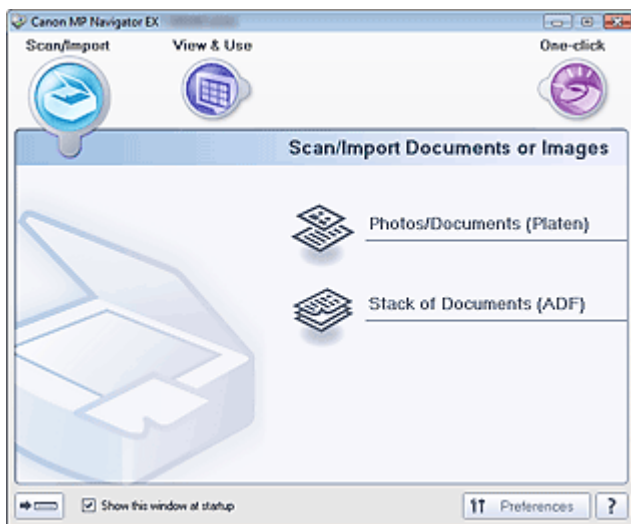 Canon MP Navigator EX
Scan/Import
View & Use
One-click
Scan/Import Documents or Images
Photos/Documents (Platen)
Stack of Documents (ADF)
Show this window at startup
Preferences
?